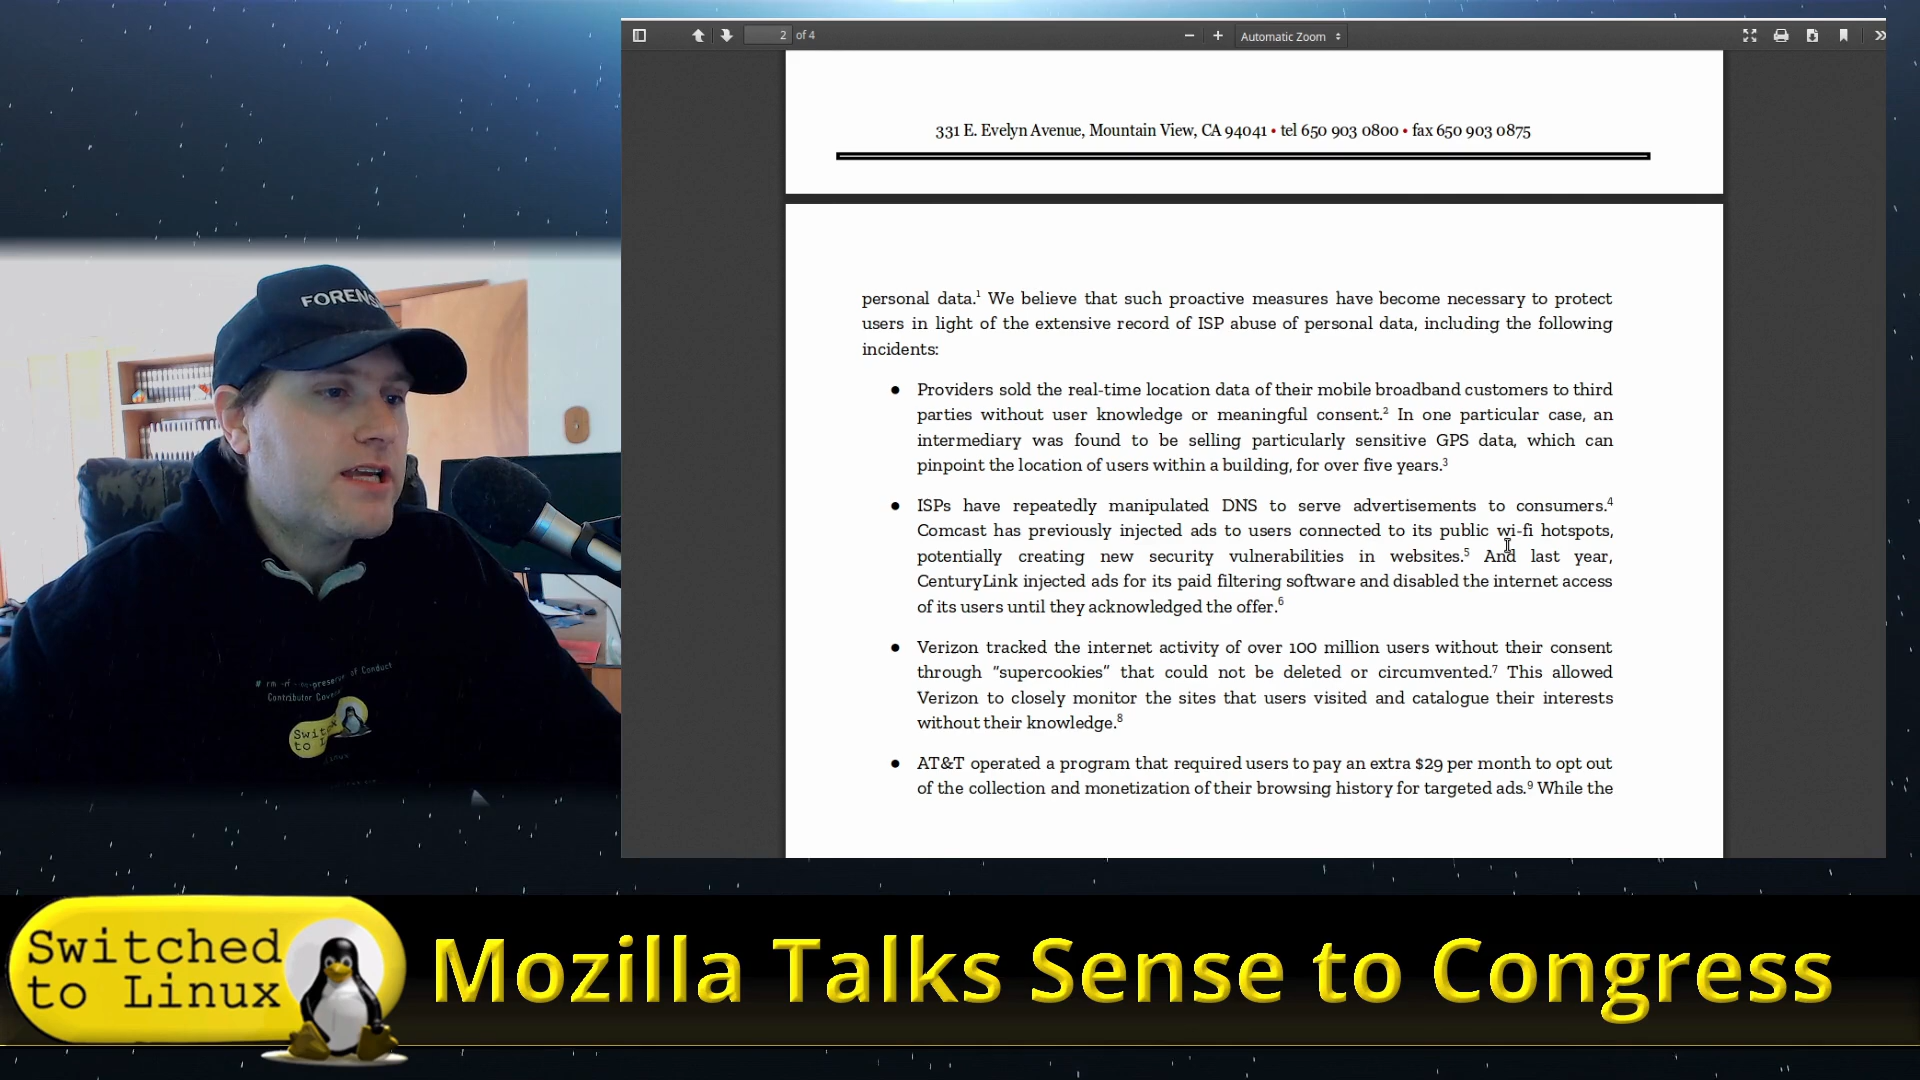 2 of 4
Automatic Zoom
331 E. Evelyn Avenue, Mountain View, CA 94041 • tel 650 903 0800 • fax 650 903 0875
personal data.1 We believe that such proactive measures have become necessary to protect
users in light of the extensive record of ISP abuse of personal data, including the following
incidents:
● Providers sold the real-time location data of their mobile broadband customers to third
parties without user knowledge or meaningful consent.2 In one particular case, an
intermediary was found to be selling particularly sensitive GPS data, which can
pinpoint the location of users within a building, for over five years.3
● ISPs have repeatedly manipulated DNS to serve advertisements to consumers.4
Comcast has previously injected ads to users connected to its public wi-fi hotspots,
potentially creating new security vulnerabilities in websites.5 And last year,
CenturyLink injected ads for its paid filtering software and disabled the internet access
of its users until they acknowledged the offer.6
● Verizon tracked the internet activity of over 100 million users without their consent
through "supercookies" that could not be deleted or circumvented.7 This allowed
Verizon to closely monitor the sites that users visited and catalogue their interests
without their knowledge.8
● AT&T operated a program that required users to pay an extra $29 per month to opt out
of the collection and monetization of their browsing history for targeted ads.9 While the
FORENS
# rm -rf of Conduct
Contributor
Swit
to
Switched
to Linux
Mozilla Talks Sense to Congress